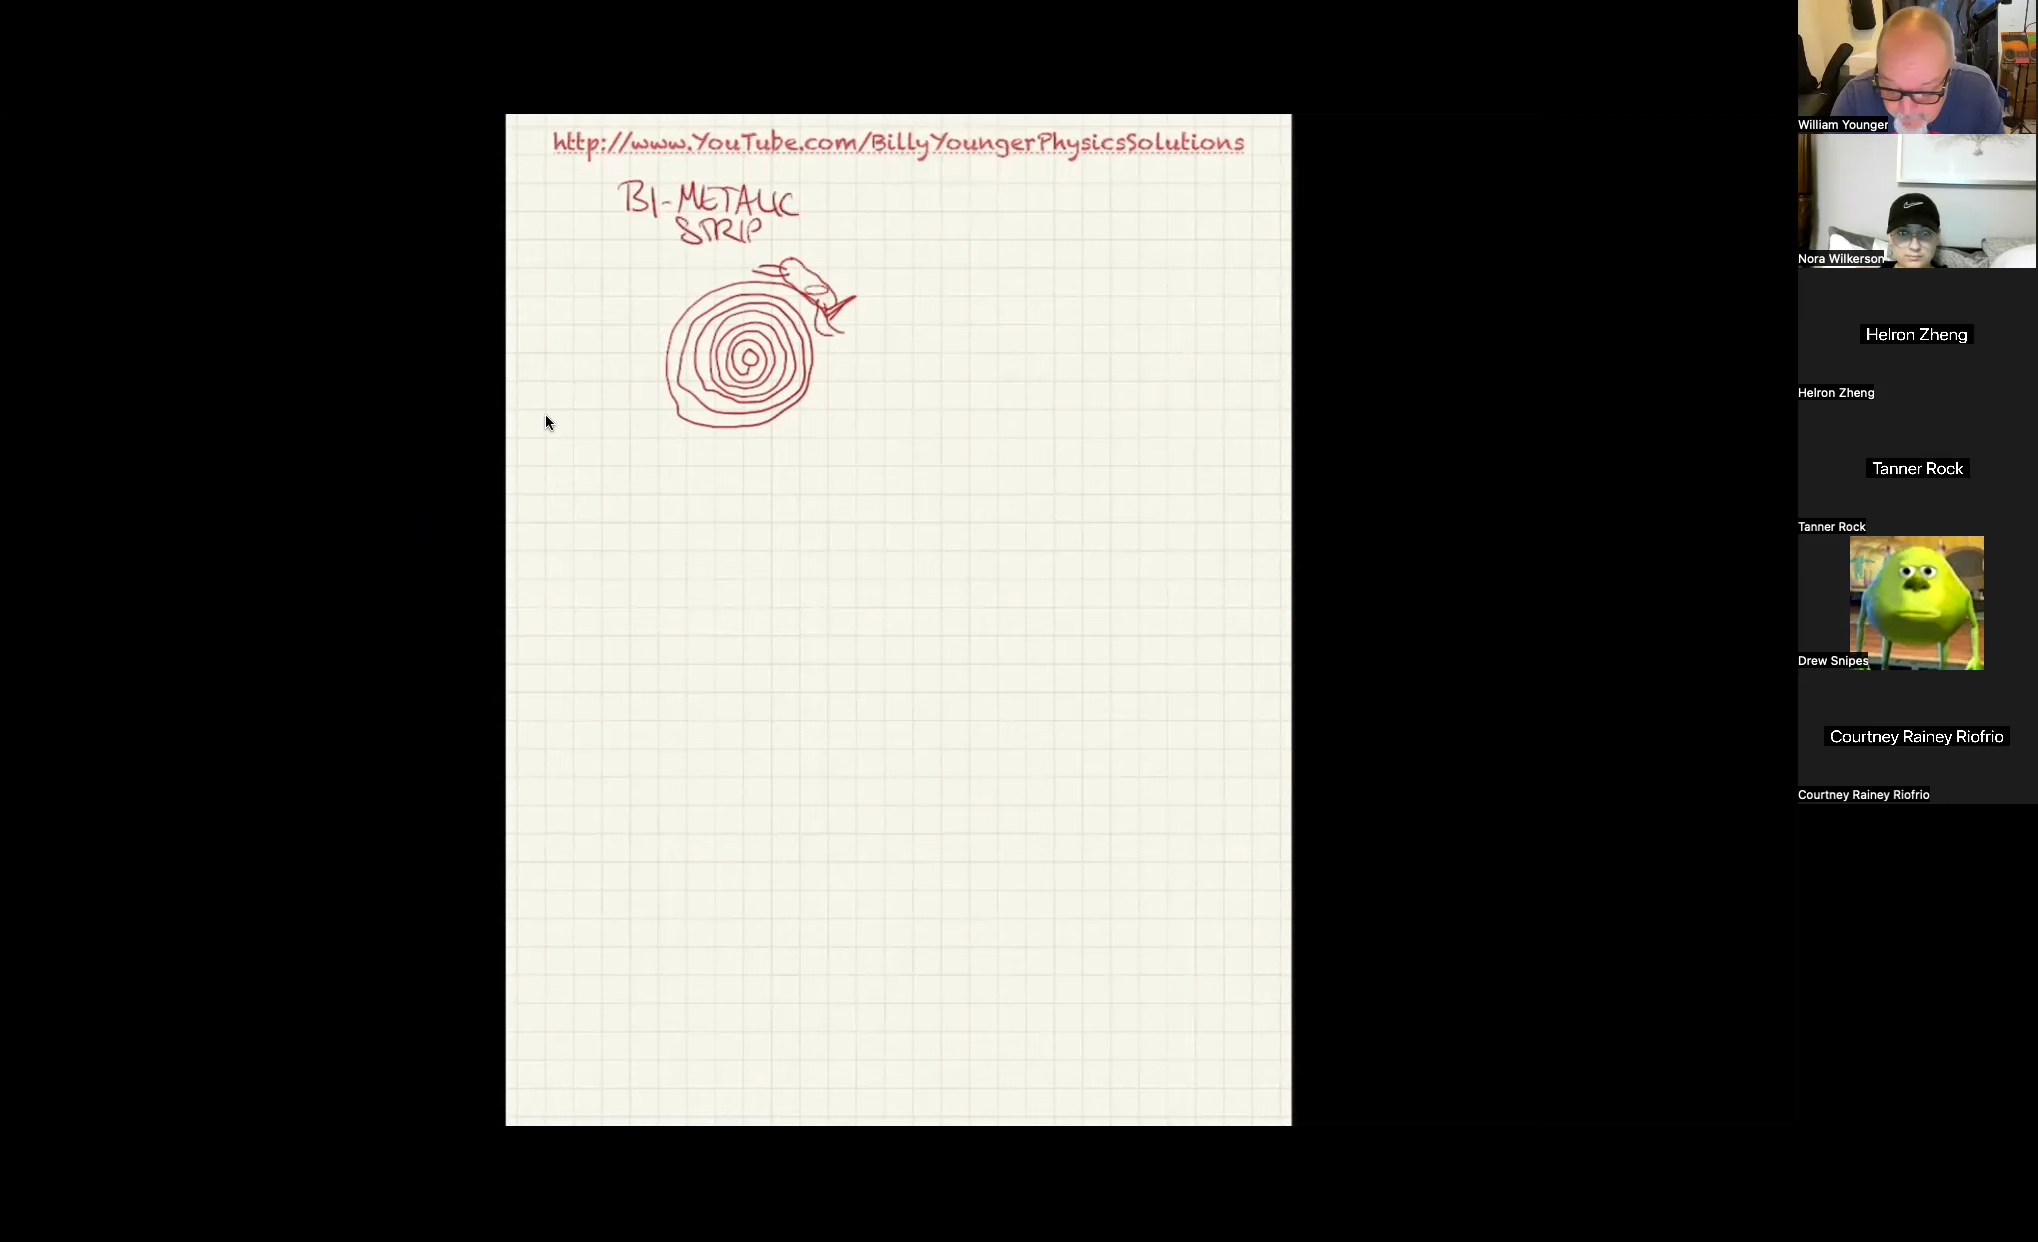 http://www.YouTube.com/BillyYoungerPhysicsSolutions
BI-METALIC
STRIP
William Younger
Nora Wilkerson
Helron Zheng
Helron Zheng
Tanner Rock
Tanner Rock
Drew Snipes
Courtney Rainey Riofrio
Courtney Rainey Riofrio